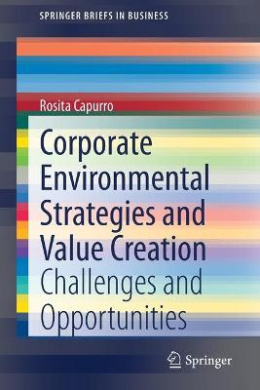 SPRINGER BRIEFS IN BUSINESS
Rosita Capurro
Corporate
Environmental
Strategies and
Value Creation
Challenges and
Opportunities
Springer